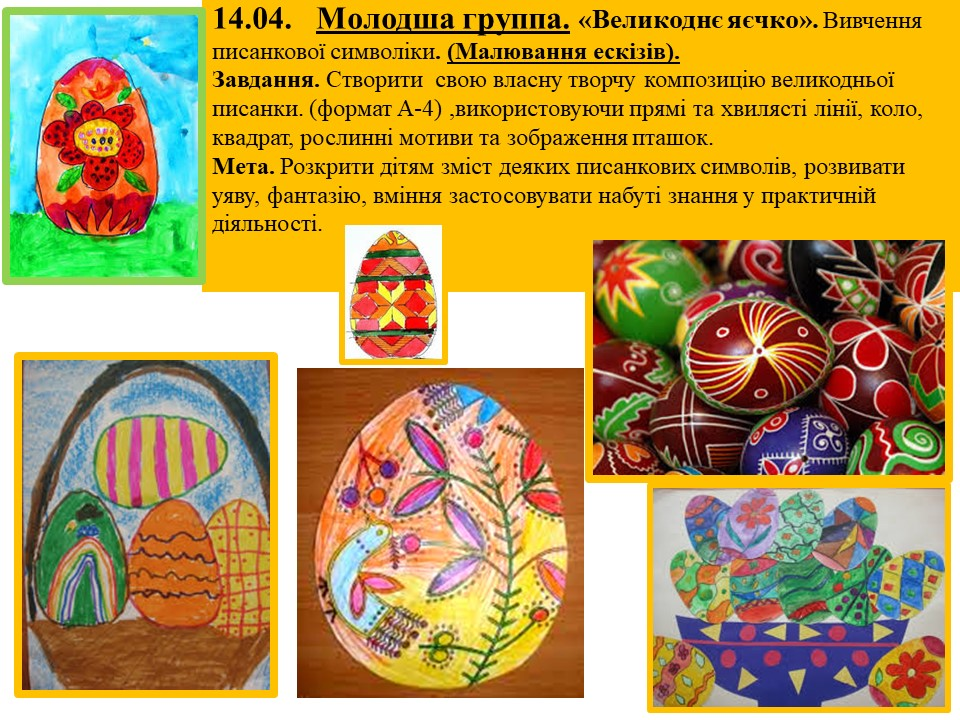 14.04. Молодша группа. «Великоднє яєчко». Вивчення
писанкової символіки. (Малювання ескізів).
Завдання. Створити свою власну творчу композицію великодньої
писанки. (формат А-4) ,використовуючи прямі та хвилясті лінії, коло,
квадрат, рослинні мотиви та зображення пташок.
Мета. Розкрити дітям зміст деяких писанкових символів, розвивати
уяву, фантазію, вміння застосовувати набуті знання у практичній
діяльності.